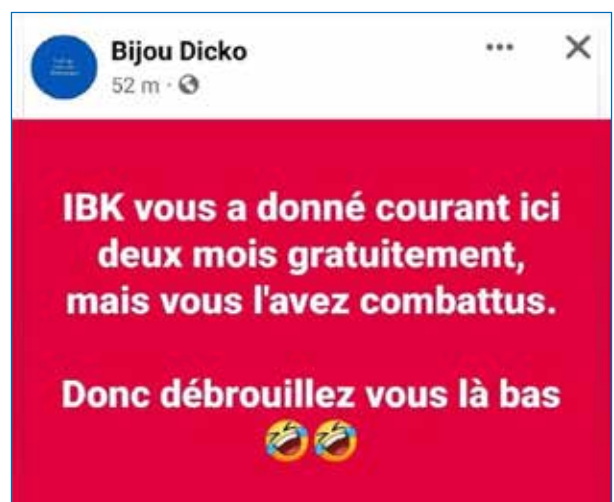 Bijou Dicko
52 m ·
IBK vous a donné courant ici
deux mois gratuitement,
mais vous l'avez combattus.
Donc débrouillez vous là bas
🤣🤣